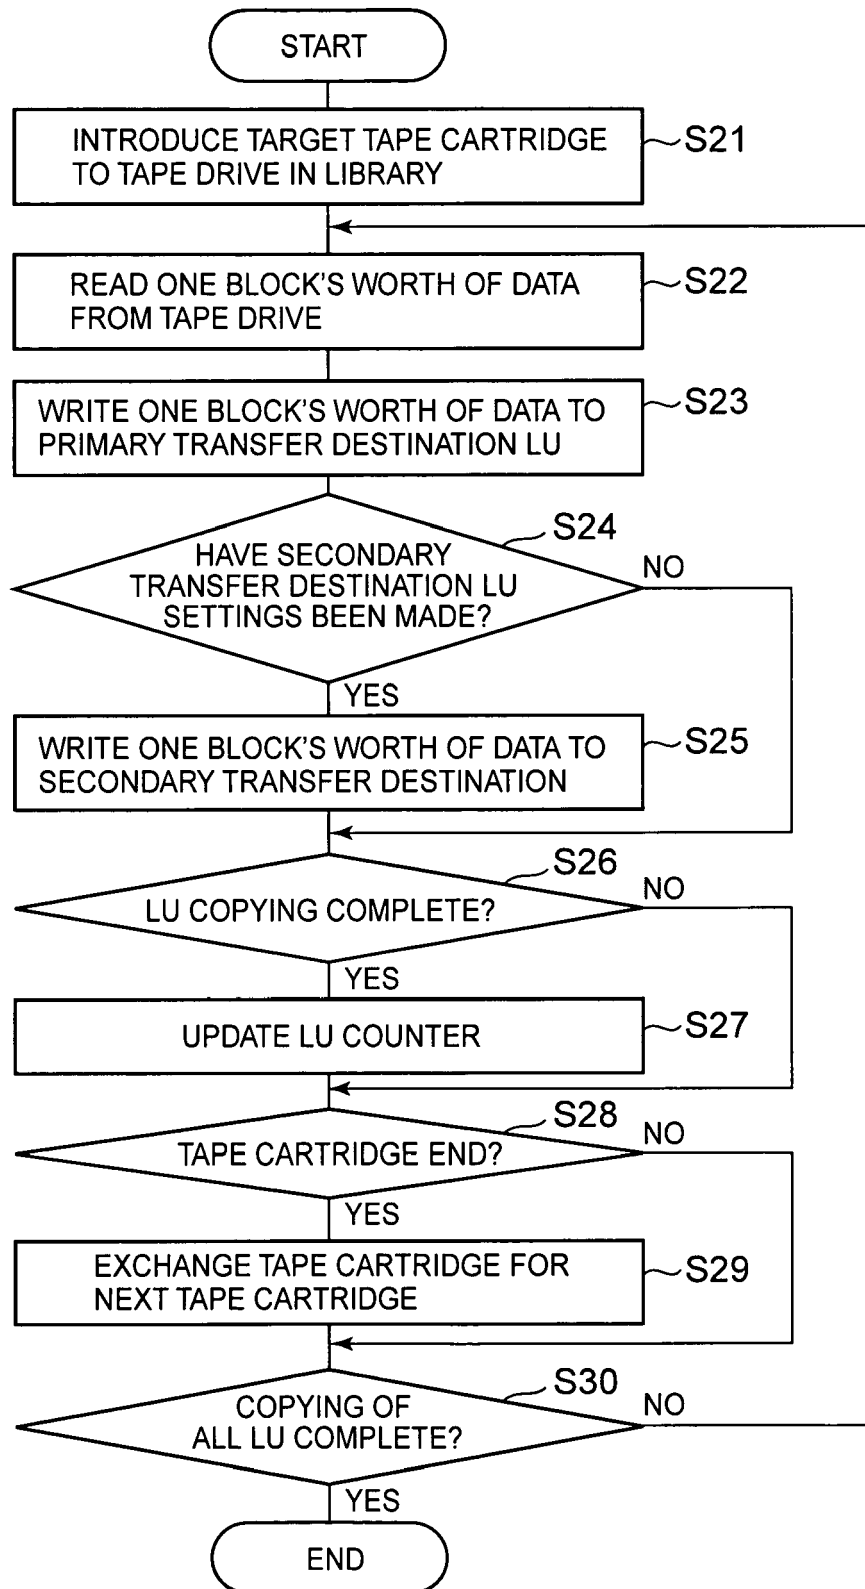 START
INTRODUCE TARGET TAPE CARTRIDGE
TO TAPE DRIVE IN LIBRARY
S21
READ ONE BLOCK'S WORTH OF DATA
FROM TAPE DRIVE
S22
WRITE ONE BLOCK'S WORTH OF DATA TO
PRIMARY TRANSFER DESTINATION LU
S23
S24
HAVE SECONDARY
TRANSFER DESTINATION LU
SETTINGS BEEN MADE?
NO
YES
WRITE ONE BLOCK'S WORTH OF DATA TO
SECONDARY TRANSFER DESTINATION
S25
S26
LU COPYING COMPLETE?
NO
YES
UPDATE LU COUNTER
S27
S28
TAPE CARTRIDGE END?
NO
YES
EXCHANGE TAPE CARTRIDGE FOR
NEXT TAPE CARTRIDGE
S29
S30
COPYING OF
ALL LU COMPLETE?
NO
YES
END